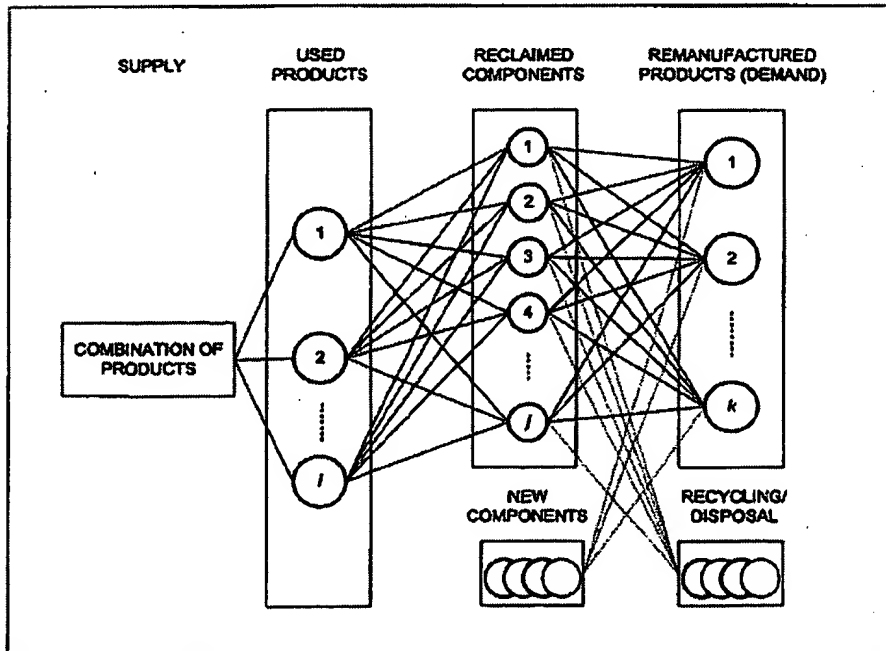 SUPPLY
USED
PRODUCTS
RECLAIMED
COMPONENTS
REMANUFACTURED
PRODUCTS (DEMAND)
COMBINATION OF
PRODUCTS
1
2
i
1
2
3
4
j
1
2
k
NEW
COMPONENTS
RECYCLING/
DISPOSAL